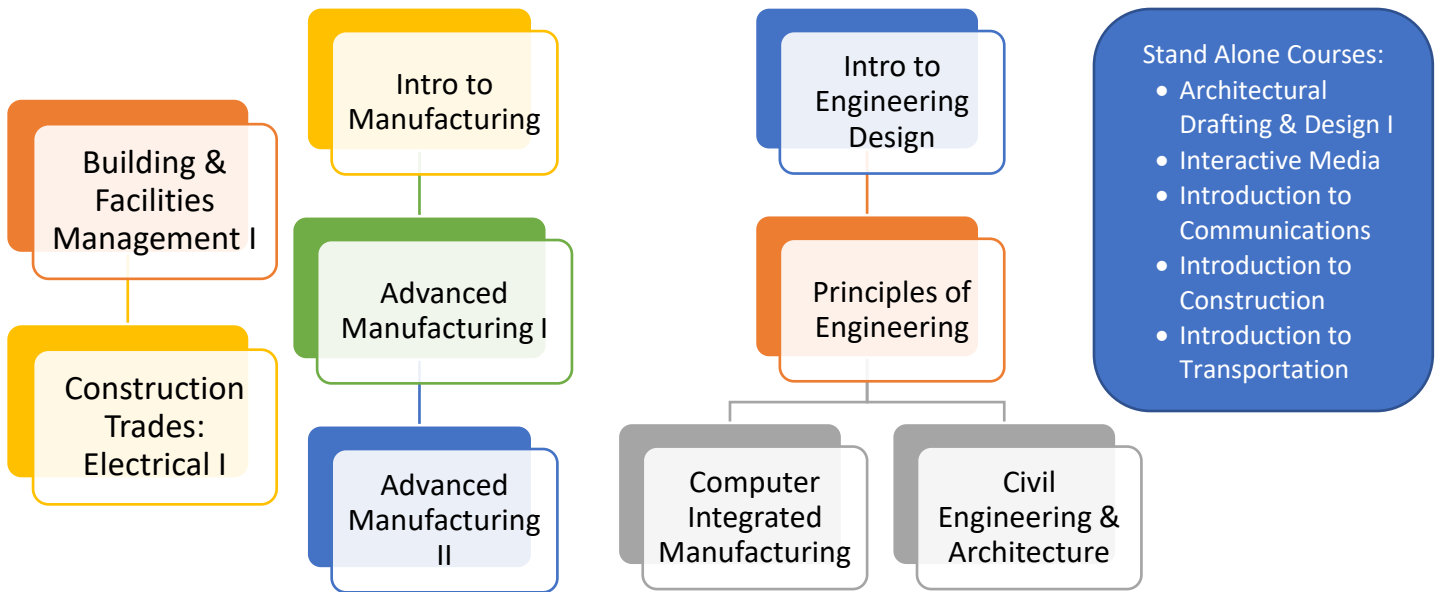 Building &
Facilities
Management I
Construction
Trades:
Electrical I
Intro to
Manufacturing
Advanced
Manufacturing I
Advanced
Manufacturing
II
Intro to
Engineering
Design
Principles of
Engineering
Computer
Integrated
Manufacturing
Civil
Engineering &
Architecture
Stand Alone Courses:
• Architectural
Drafting & Design I
• Interactive Media
• Introduction to
Communications
• Introduction to
Construction
• Introduction to
Transportation